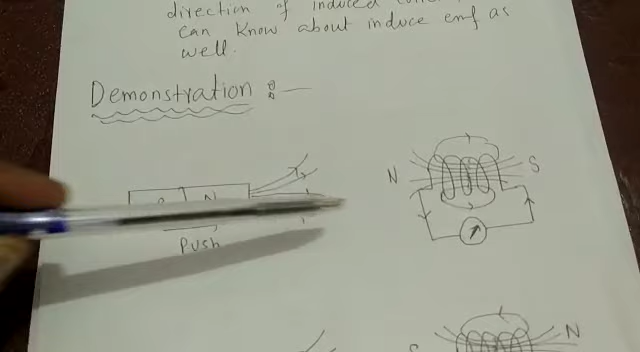 direction of induced
can know about induce emf as
well.
Demonstration :-
N S
S N
Push
S N